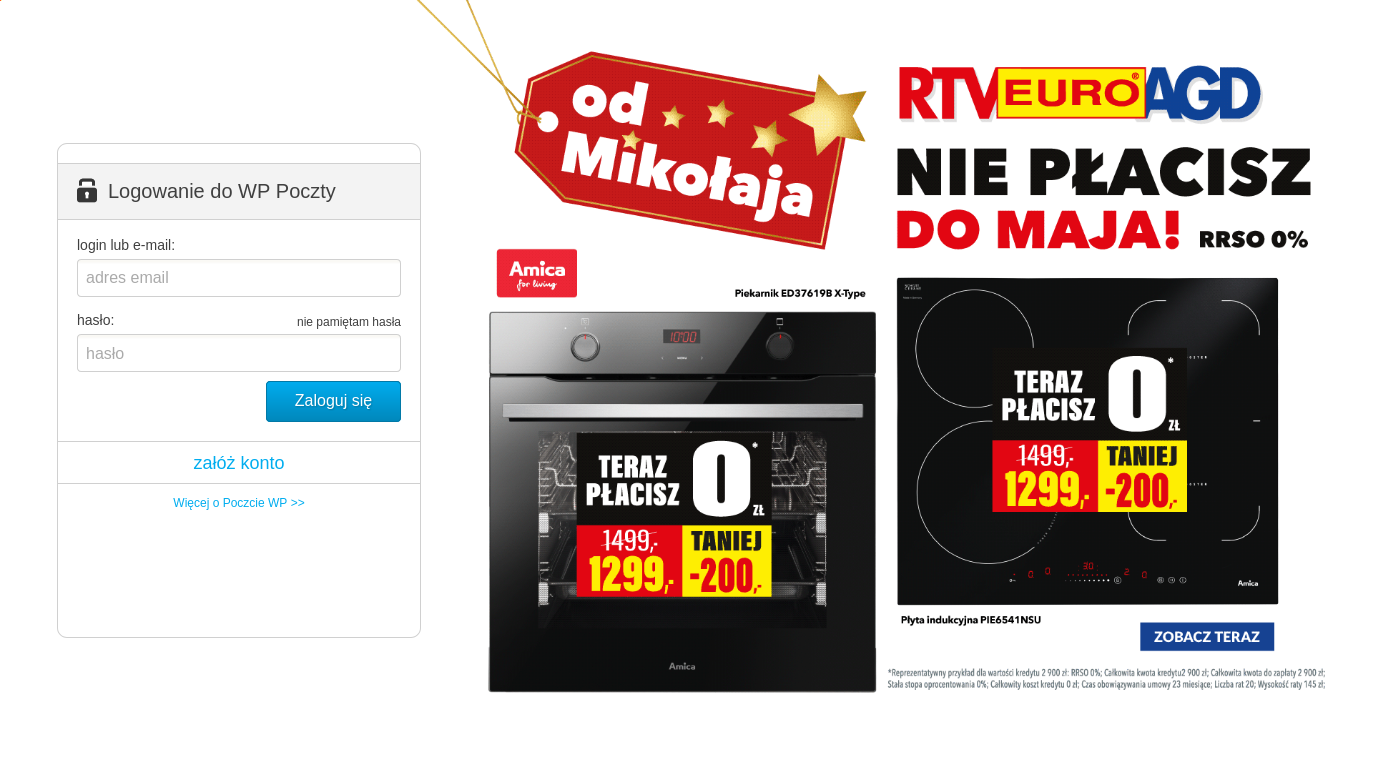 Logowanie do WP Poczty
login lub e-mail:
adres email
hasło:
nie pamiętam hasła
hasło
Zaloguj się
załóż konto
Więcej o Poczcie WP >>
od
Mikołaja
RTV EURO® AGD
NIE PŁACISZ
DO MAJA! RRSO 0%
Amica
for living
Piekarnik ED37619B X-Type
10:00
TERAZ
PŁACISZ
0 zł*
1499,-
1299,-
TANIEJ
-200,-
Amica
TERAZ
PŁACISZ
0 zł*
1499,-
1299,-
TANIEJ
-200,-
Amica
Płyta indukcyjna PIE6541NSU
ZOBACZ TERAZ
*Reprezentatywny przykład dla wartości kredytu 2 900 zł: RRSO 0%; Całkowita kwota kredytu2 900 zł; Całkowita kwota do zapłaty 2 900 zł;
Stała stopa oprocentowania 0%; Całkowity koszt kredytu 0 zł; Czas obowiązywania umowy 23 miesiące; Liczba rat 20; Wysokość raty 145 zł;